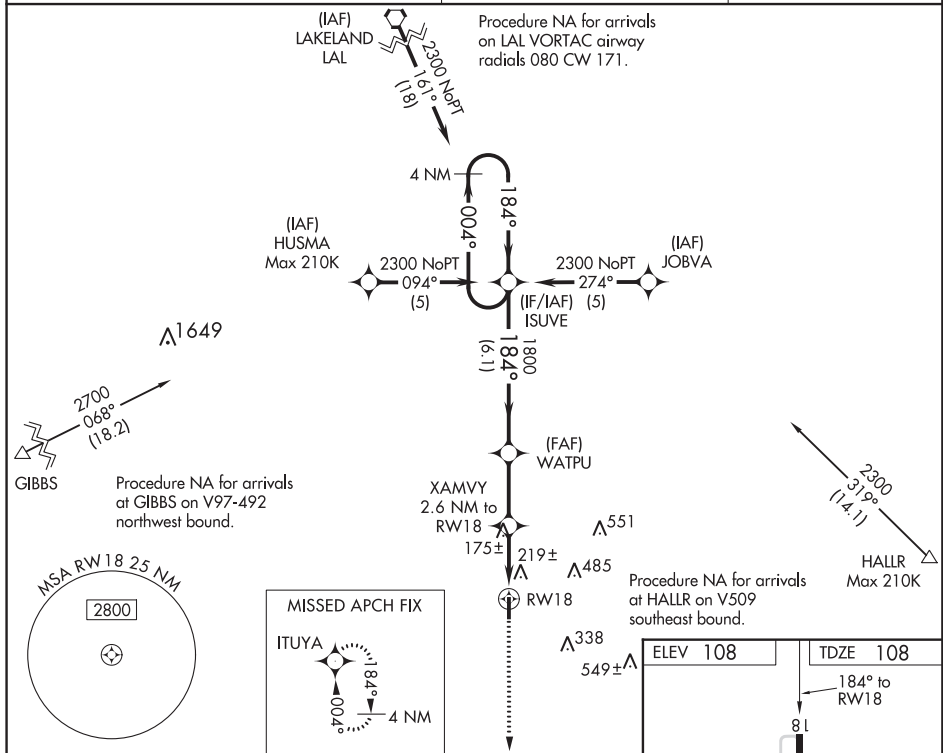 (IAF)
LAKELAND
LAL
2300 NoPT
161°
(18)
Procedure NA for arrivals
on LAL VORTAC airway
radials 080 CW 171.
4 NM
004°
184°
(IAF)
HUSMA
Max 210K
2300 NoPT
094°
(5)
2300 NoPT
274°
(5)
(IAF)
JOBVA
(IF/IAF)
ISUVE
1800
184°
(6.1)
1649
2700
068°
(18.2)
GIBBS
Procedure NA for arrivals
at GIBBS on V97-492
northwest bound.
(FAF)
WATPU
XAMVY
2.6 NM to
RW18
175±
219±
551
485
RW18
338
549±
2300
319°
(14.1)
HALLR
Max 210K
Procedure NA for arrivals
at HALLR on V509
southeast bound.
MSA RW18 25 NM
2800
MISSED APCH FIX
ITUYA
184°
004°
4 NM
ELEV 108
TDZE 108
184° to
RW18
18